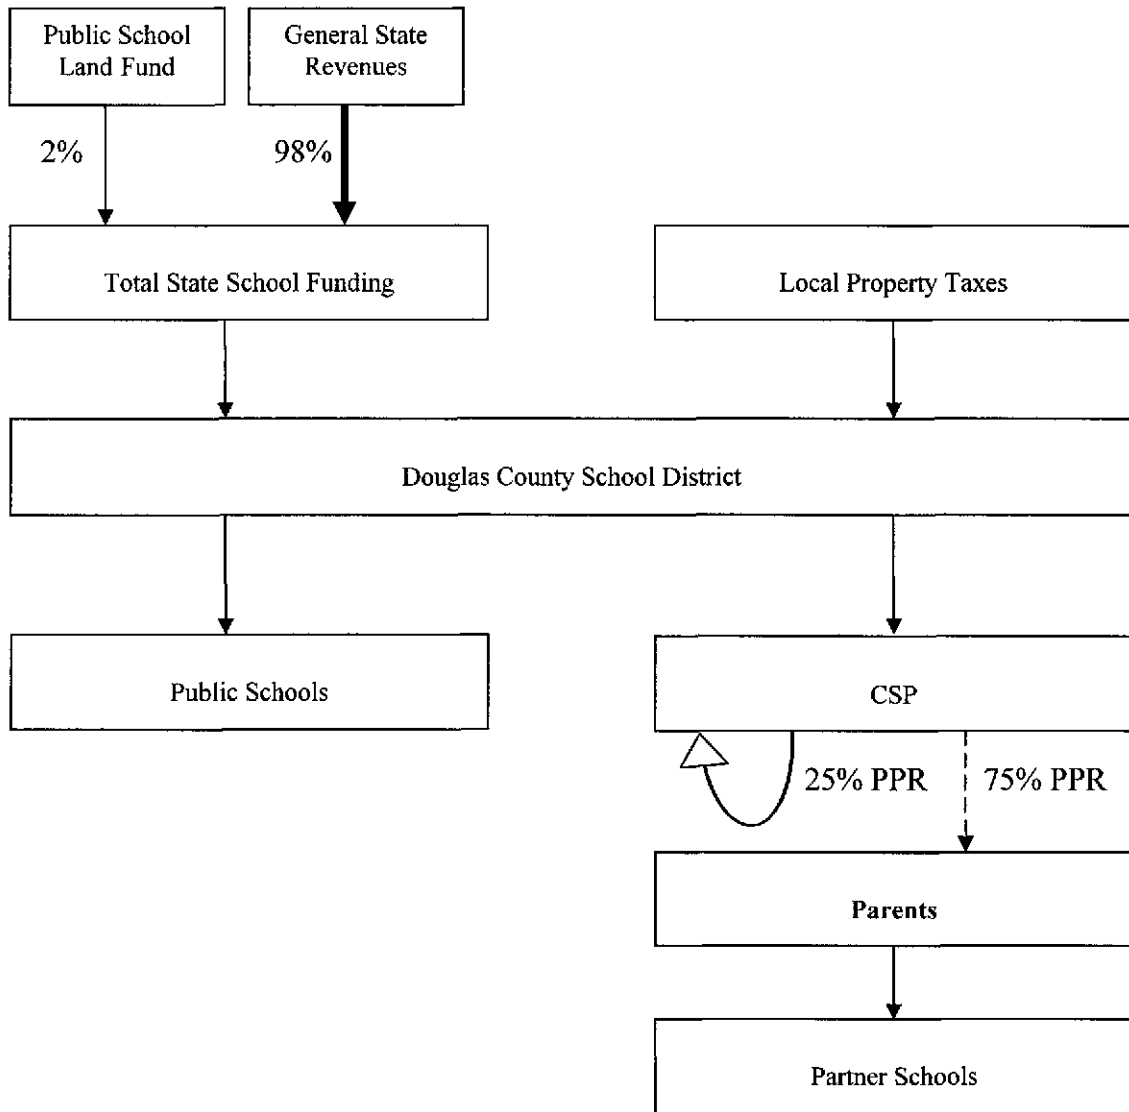 Public School
Land Fund
General State
Revenues
2%
98%
Total State School Funding
Local Property Taxes
Douglas County School District
Public Schools
CSP
25% PPR
75% PPR
Parents
Partner Schools